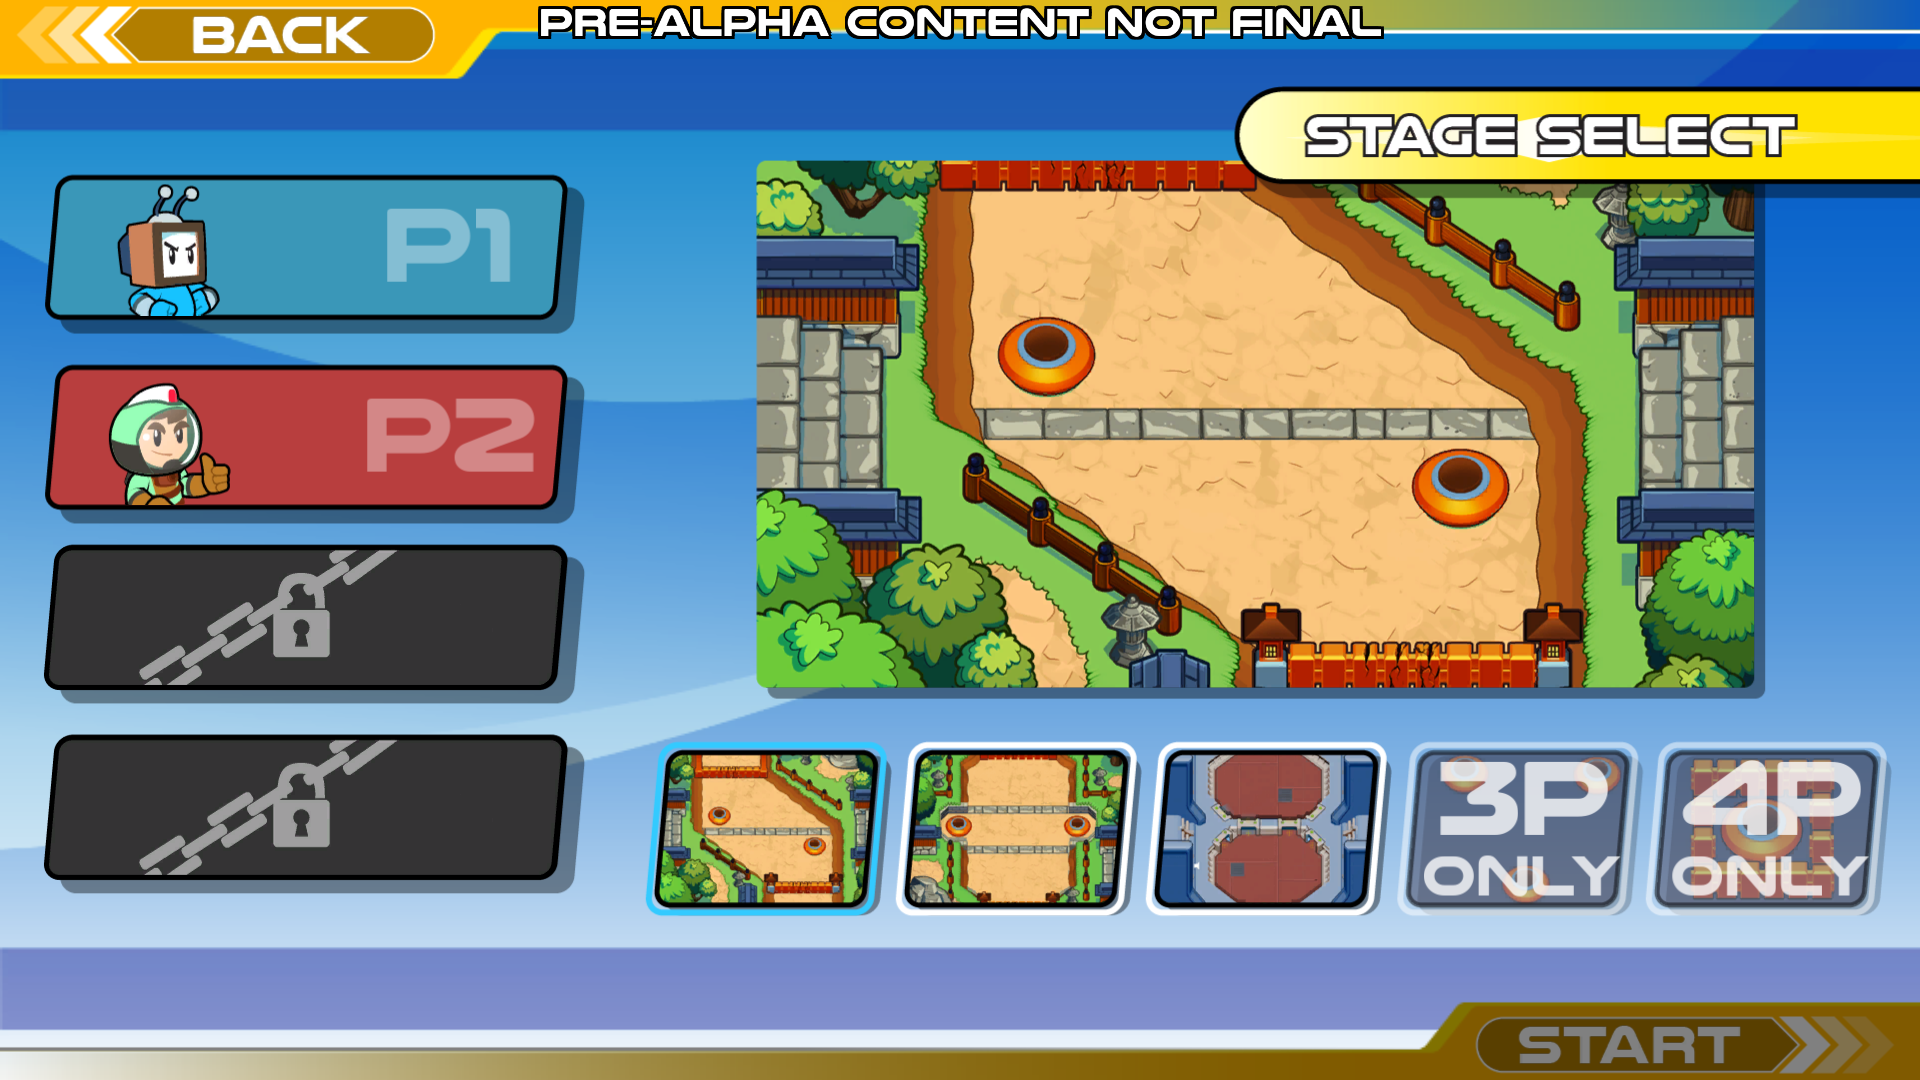 BACK
PRE-ALPHA CONTENT NOT FINAL
STAGE SELECT
P1
P2
3P
ONLY
4P
ONLY
START